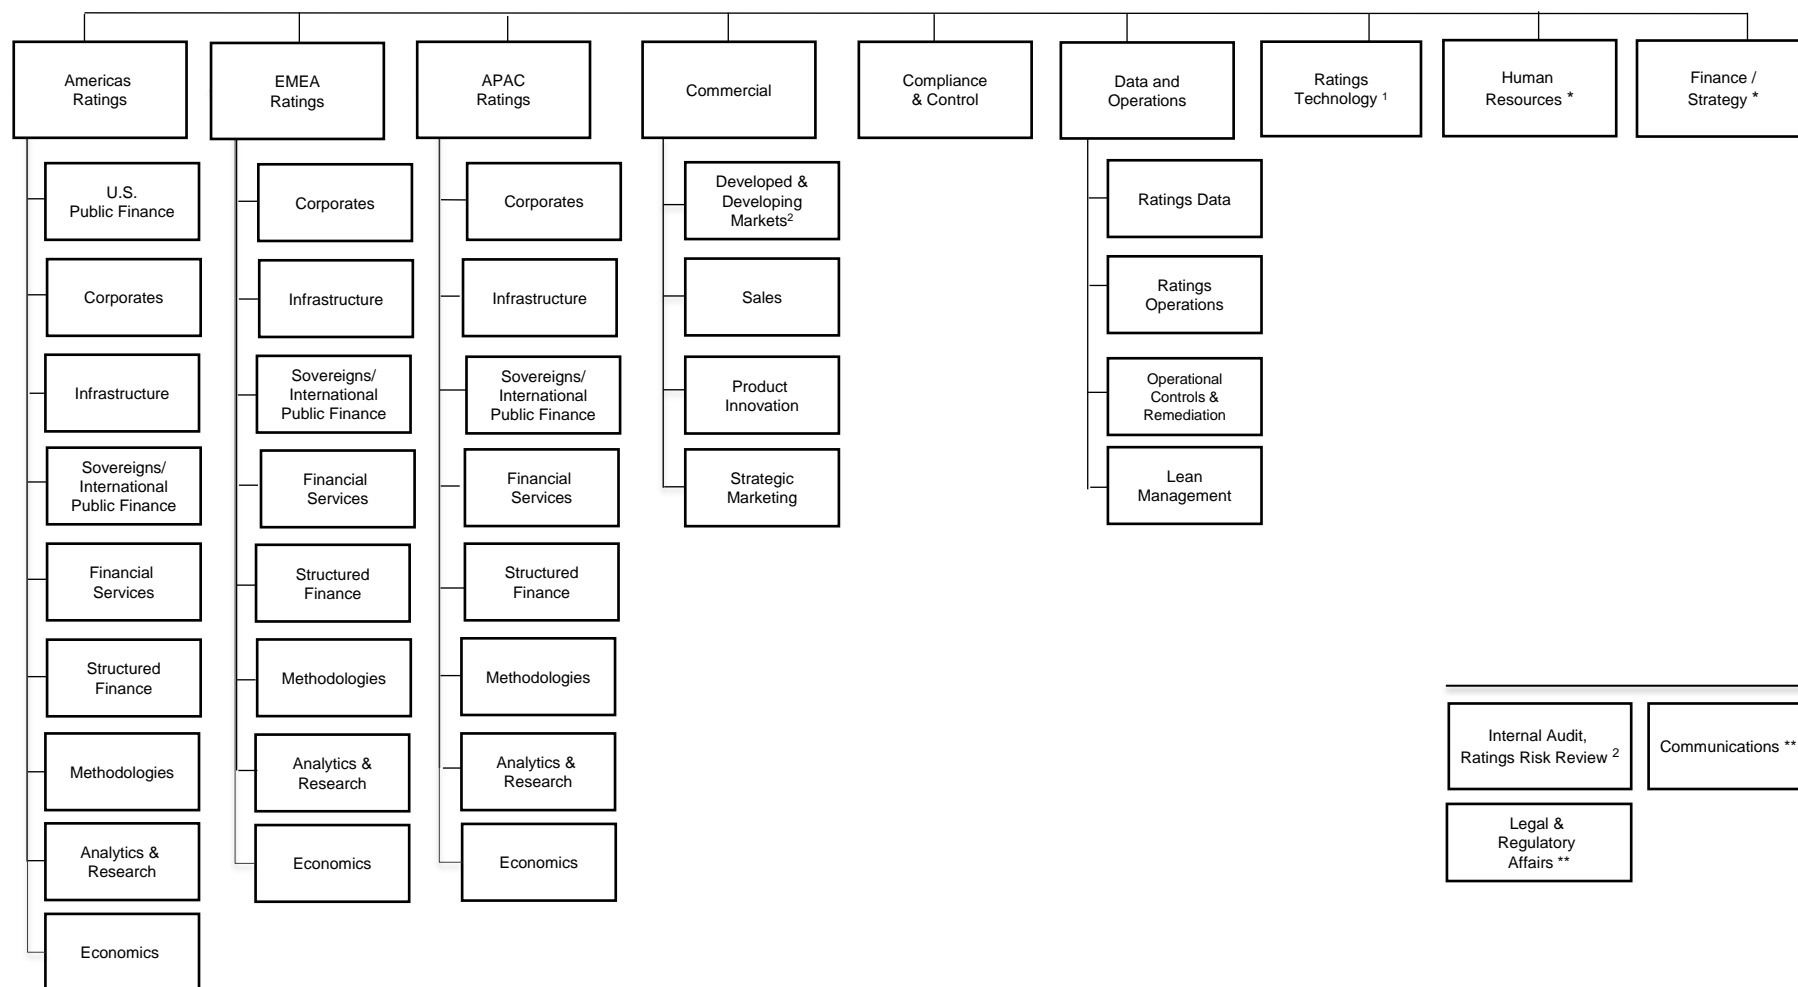 Americas
Ratings
EMEA
Ratings
APAC
Ratings
Commercial
Compliance
& Control
Data and
Operations
Ratings
Technology ¹
Human
Resources *
Finance /
Strategy *
U.S.
Public Finance
Corporates
Infrastructure
Sovereigns/
International
Public Finance
Financial
Services
Structured
Finance
Methodologies
Analytics &
Research
Economics
Corporates
Infrastructure
Sovereigns/
International
Public Finance
Financial
Services
Structured
Finance
Methodologies
Analytics &
Research
Economics
Corporates
Infrastructure
Sovereigns/
International
Public Finance
Financial
Services
Structured
Finance
Methodologies
Analytics &
Research
Economics
Developed &
Developing
Markets²
Sales
Product
Innovation
Strategic
Marketing
Ratings Data
Ratings
Operations
Operational
Controls &
Remediation
Lean
Management
Internal Audit,
Ratings Risk Review ²
Communications **
Legal &
Regulatory
Affairs **